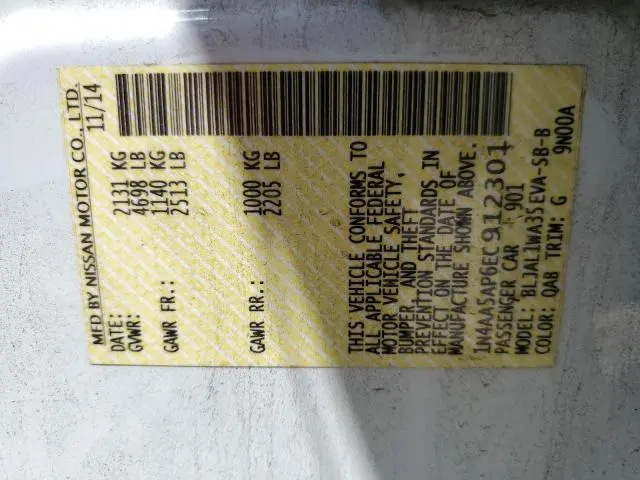 MFD BY NISSAN MOTOR CO., LTD.
DATE: 11/14
GVWR: 2131 KG
4698 LB
GAWR FR.: 1140 KG
2513 LB
GAWR RR.: 1000 KG
2205 LB
THIS VEHICLE CONFORMS TO
ALL APPLICABLE FEDERAL
MOTOR VEHICLE SAFETY,
BUMPER, AND THEFT
PREVENTION STANDARDS IN
EFFECT ON THE DATE OF
MANUFACTURE SHOWN ABOVE.
1N4AA5AP6EC912301
PASSENGER CAR 901
MODEL: BLJALlWA35EVA-SB-B
COLOR: QAB TRIM: G 9N00A